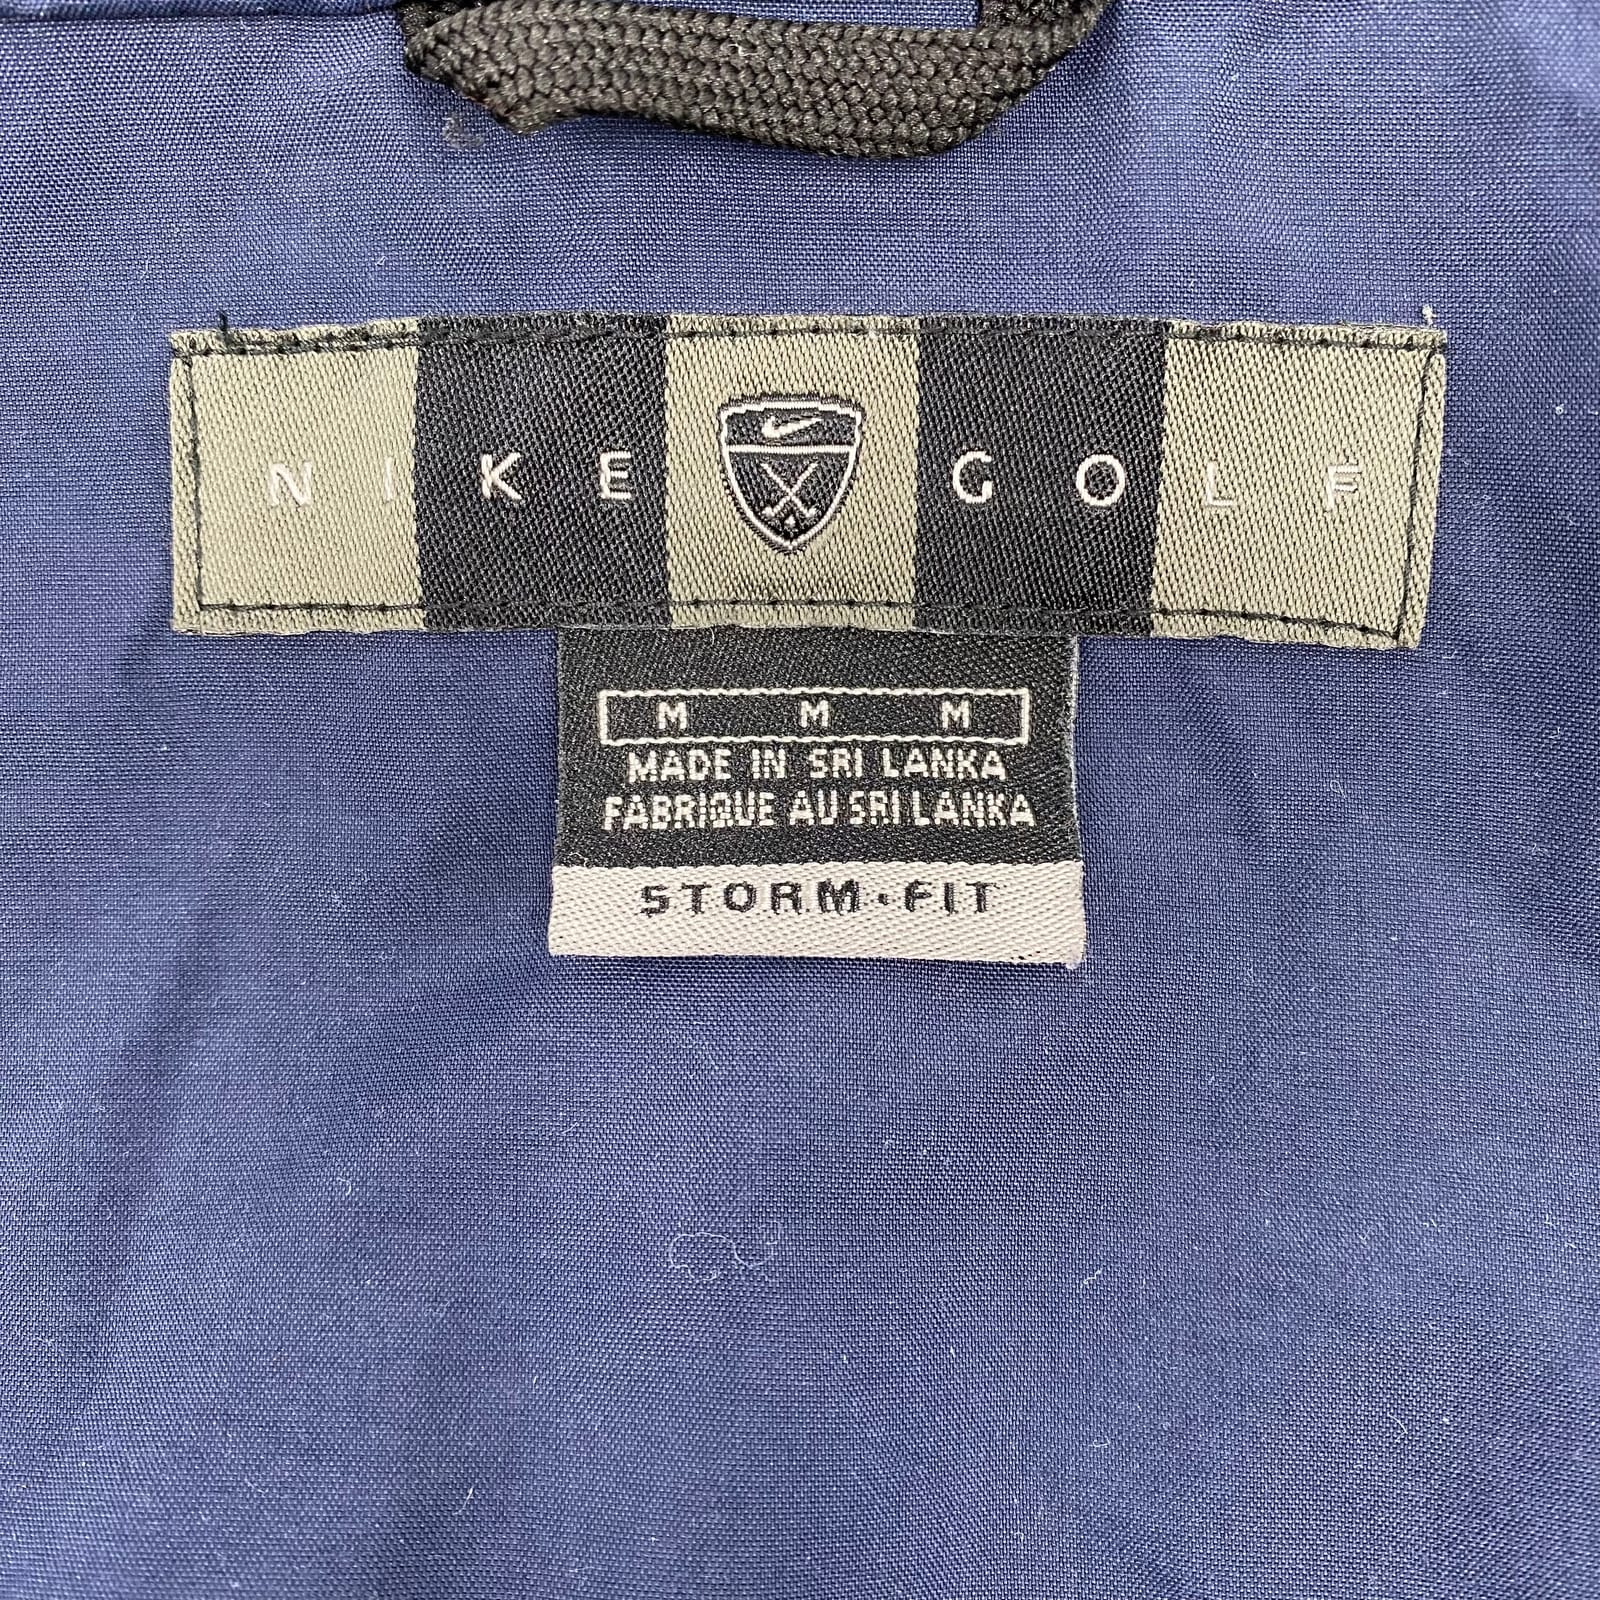 NIKE GOLF
M M M
MADE IN SRI LANKA
FABRIQUE AU SRI LANKA
STORM•FIT